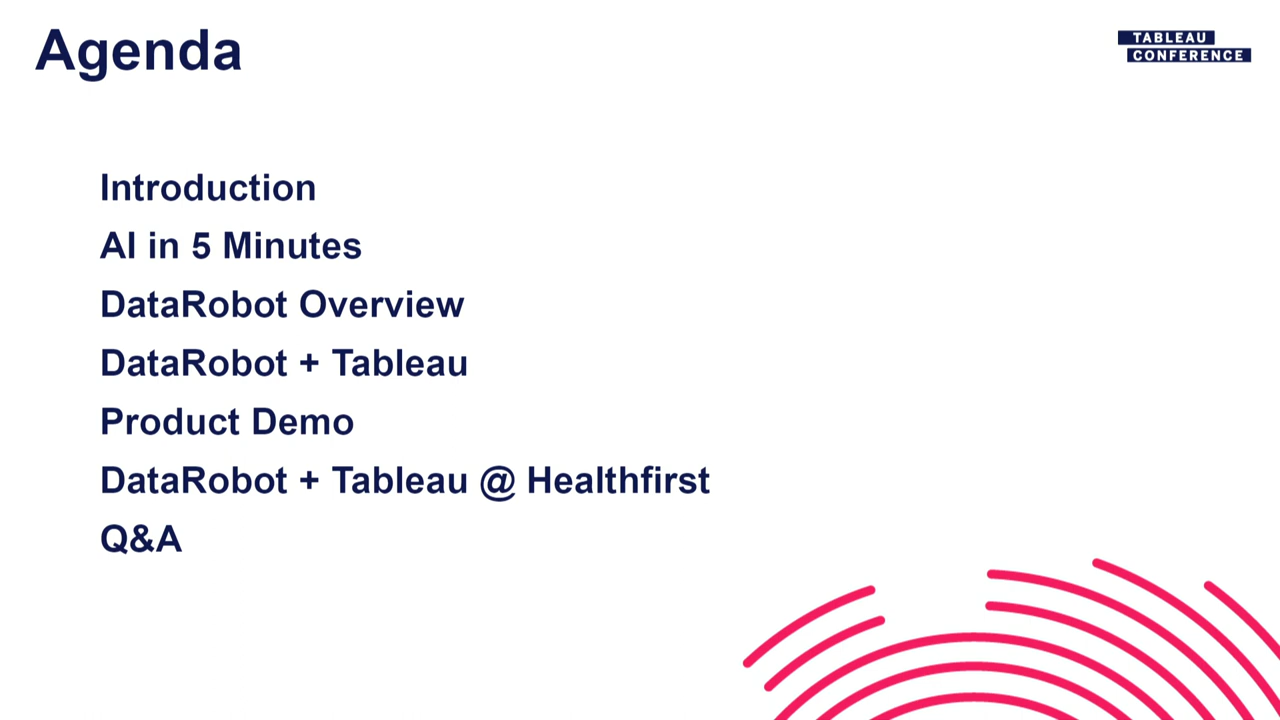 Agenda
TABLEAU
CONFERENCE
Introduction
AI in 5 Minutes
DataRobot Overview
DataRobot + Tableau
Product Demo
DataRobot + Tableau @ Healthfirst
Q&A